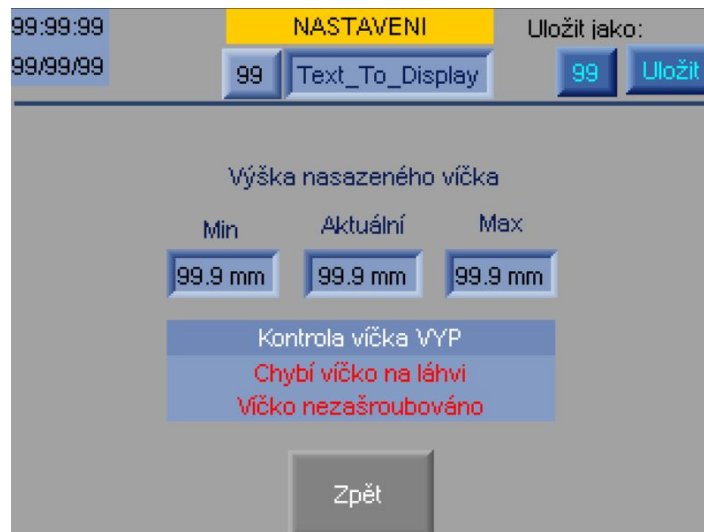 99:99:99
NASTAVENI
Uložit jako:
99/99/99
99
Text_To_Display
99
Uložit
Výška nasazeného víčka
Min
Aktuální
Max
99.9 mm
99.9 mm
99.9 mm
Kontrola víčka VYP
Chybí víčko na láhvi
Víčko nezašroubováno
Zpět